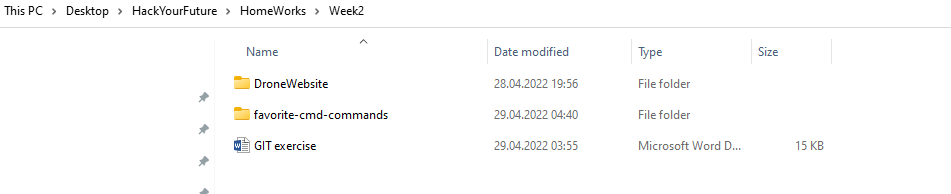 This PC > Desktop > HackYourFuture > HomeWorks > Week2
Name Date modified Type Size
DroneWebsite 28.04.2022 19:56 File folder
favorite-cmd-commands 29.04.2022 04:40 File folder
GIT exercise 29.04.2022 03:55 Microsoft Word D... 15 KB